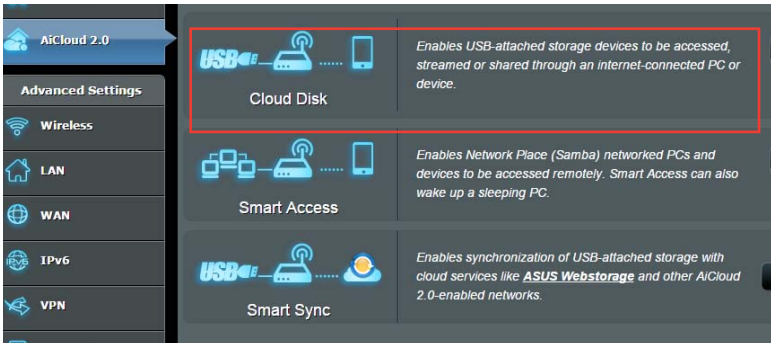 AiCloud 2.0
Advanced Settings
Wireless
LAN
WAN
IPv6
IPv6
VPN
USB
Cloud Disk
Enables USB-attached storage devices to be accessed,
streamed or shared through an internet-connected PC or
device.
Smart Access
Enables Network Place (Samba) networked PCs and
devices to be accessed remotely. Smart Access can also
wake up a sleeping PC.
USB
Smart Sync
Enables synchronization of USB-attached storage with
cloud services like ASUS Webstorage and other AiCloud
2.0-enabled networks.